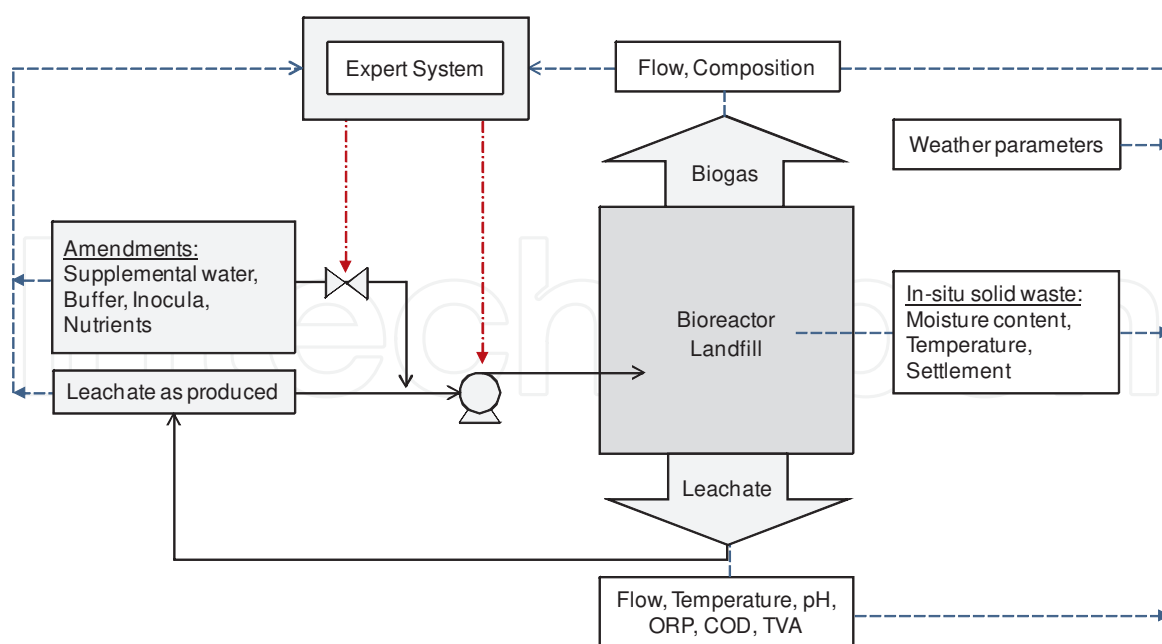 Expert System
Flow, Composition
Weather parameters
Biogas
Amendments:
Supplemental water,
Buffer, Inocula,
Nutrients
In-situ solid waste:
Moisture content,
Temperature,
Settlement
Bioreactor
Landfill
Leachate as produced
Leachate
Flow, Temperature, pH,
ORP, COD, TVA